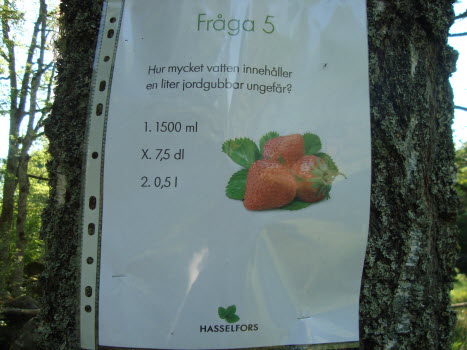 Fråga 5
Hur mycket vatten innehåller
en liter jordgubbar ungefär?
1. 1500 ml
X. 7,5 dl
2. 0,5 l
HASSELFORS